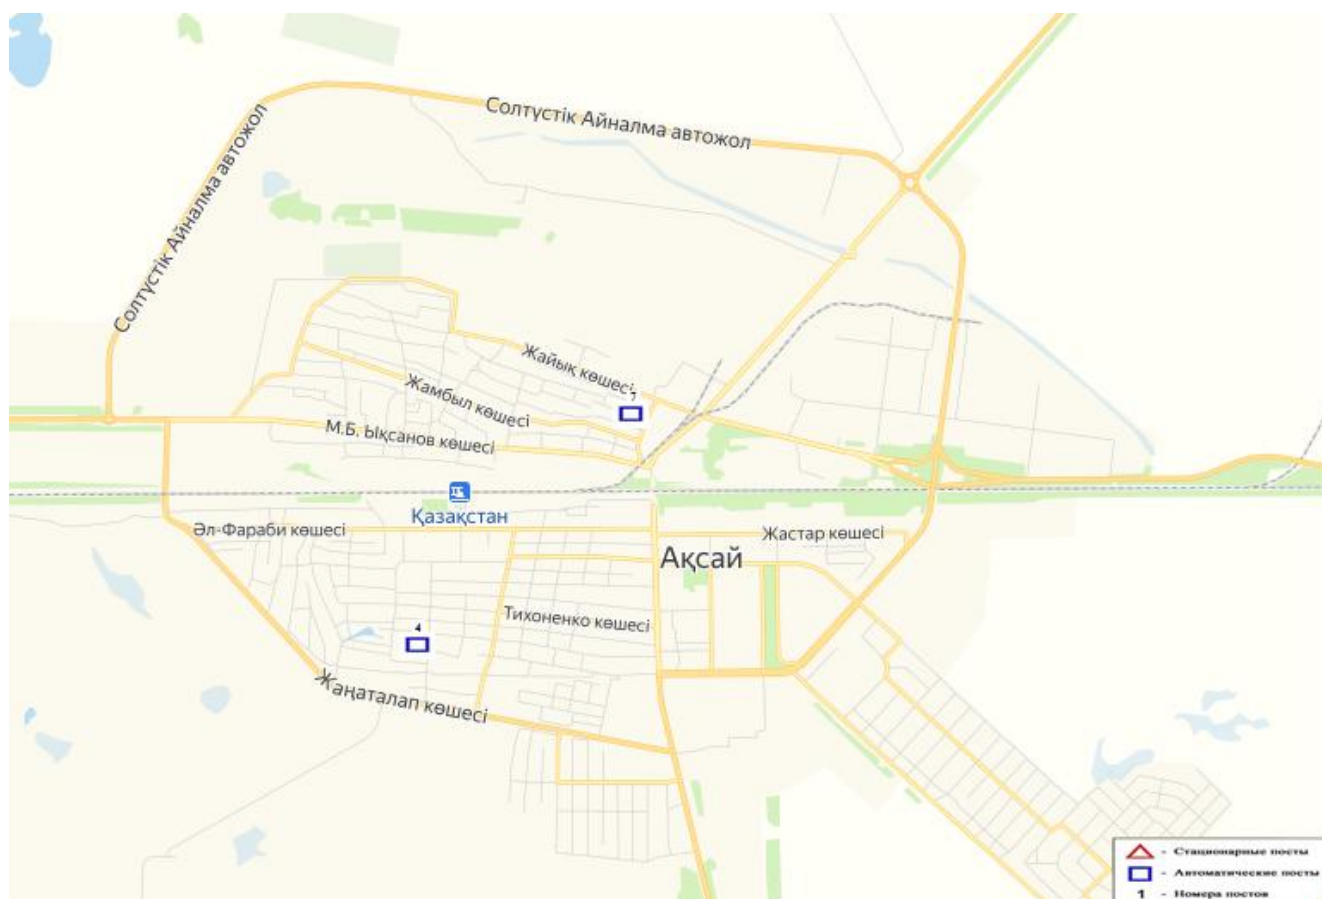 Солтүстік Айналма автожол
Солтүстік Айналма автожол
Жайық көшесі
7
Жамбыл көшесі
М.Б. Ықсанов көшесі
Қазақстан
Әл-Фараби көшесі
Жастар көшесі
Ақсай
Тихоненко көшесі
4
Жаңаталап көшесі
- Стационарные посты
- Автоматические посты
1 - Номера постов